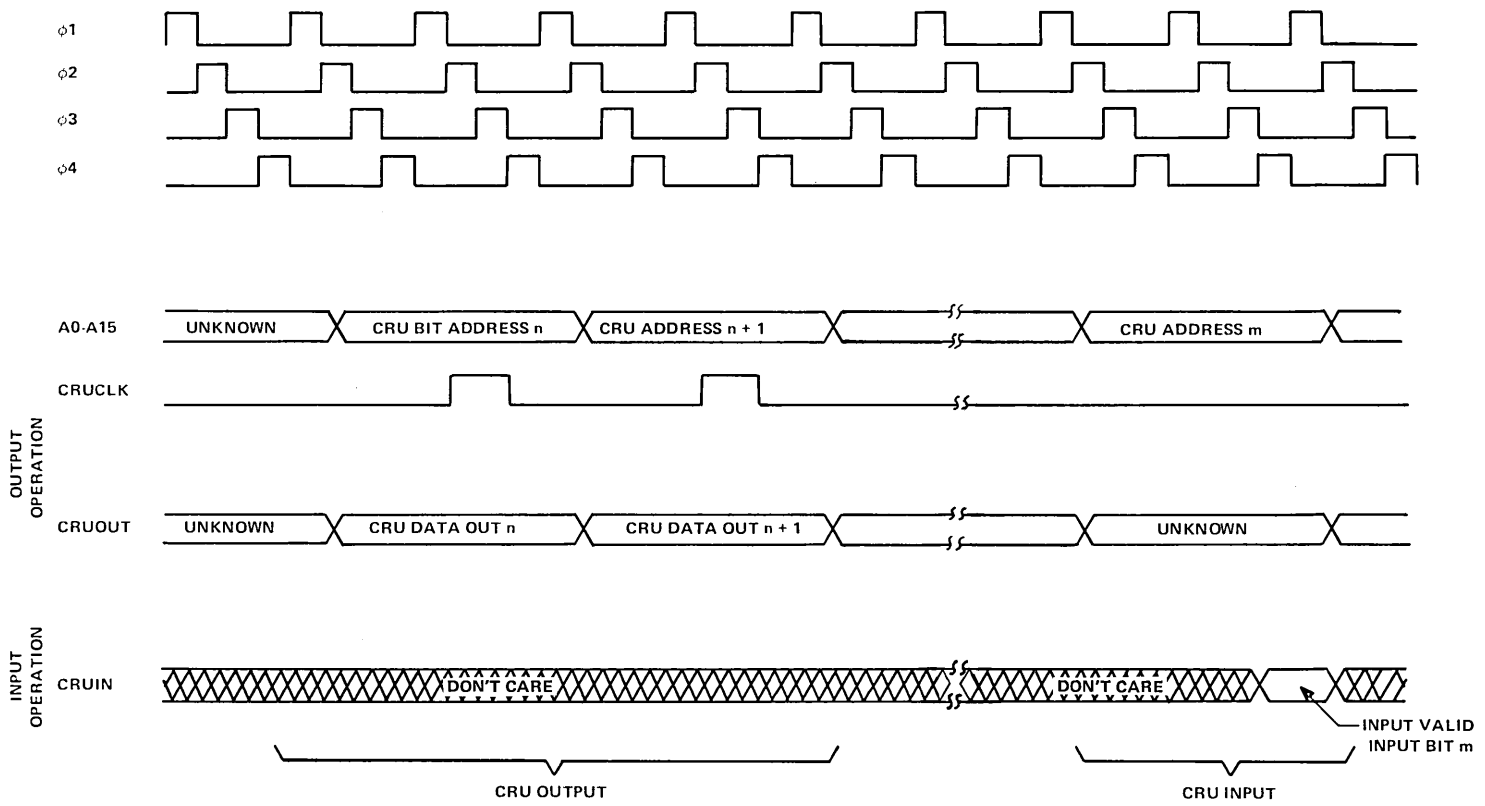 ϕ1
ϕ2
ϕ3
ϕ4
A0-A15
UNKNOWN
CRU BIT ADDRESS n
CRU ADDRESS n + 1
CRU ADDRESS m
CRUCLK
OUTPUT
OPERATION
CRUOUT
UNKNOWN
CRU DATA OUT n
CRU DATA OUT n + 1
UNKNOWN
INPUT
OPERATION
CRUIN
DON'T CARE
DON'T CARE
INPUT VALID
INPUT BIT m
CRU OUTPUT
CRU INPUT